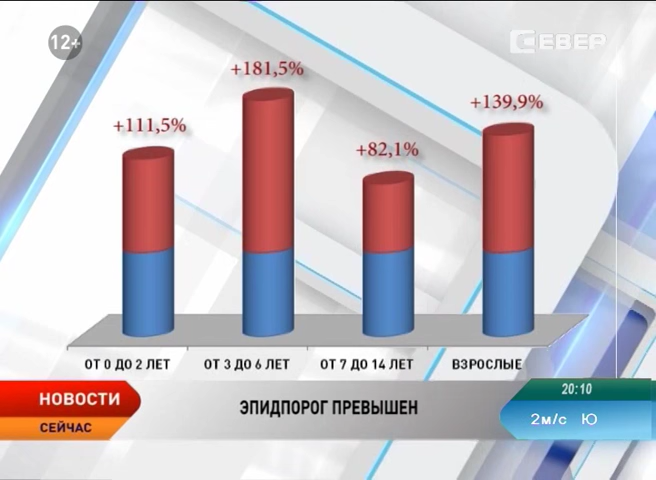 12+
СЕВЕР
+181,5%
+139,9%
+111,5%
+82,1%
ОТ 0 ДО 2 ЛЕТ
ОТ 3 ДО 6 ЛЕТ
ОТ 7 ДО 14 ЛЕТ
ВЗРОСЛЫЕ
НОВОСТИ
СЕЙЧАС
ЭПИДПОРОГ ПРЕВЫШЕН
20:10
2м/с Ю